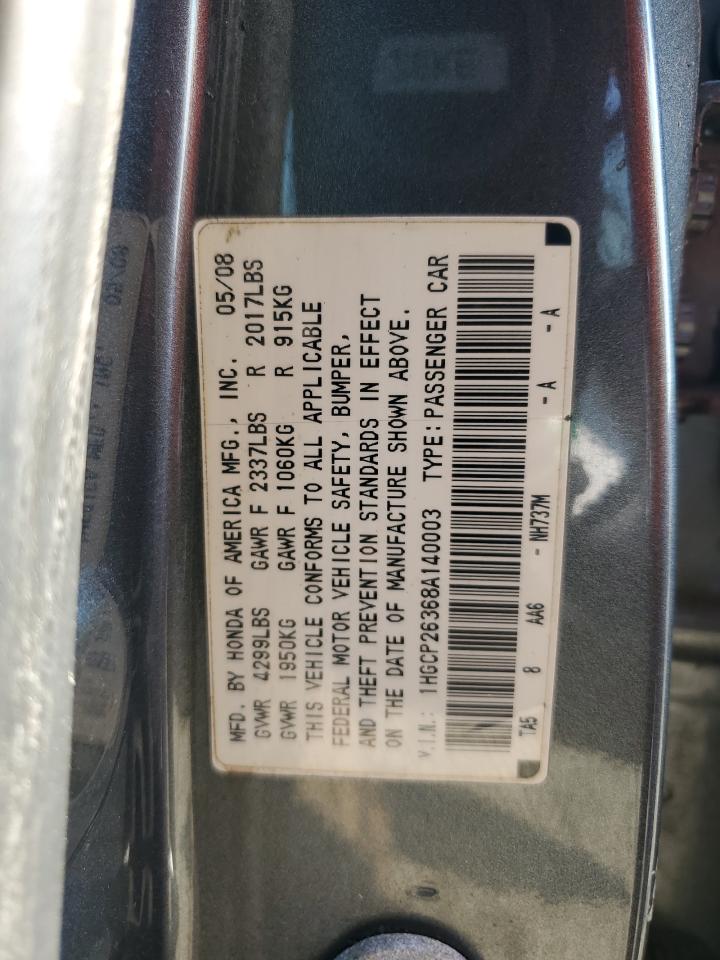 MFD. BY HONDA OF AMERICA MFG., INC. 05/08
GVWR 4299LBS GAWR F 2337LBS R 2017LBS
GVWR 1950KG GAWR F 1060KG R 915KG
THIS VEHICLE CONFORMS TO ALL APPLICABLE
FEDERAL MOTOR VEHICLE SAFETY, BUMPER,
AND THEFT PREVENTION STANDARDS IN EFFECT
ON THE DATE OF MANUFACTURE SHOWN ABOVE.
V.I.N.: 1HGCP26368A140003 TYPE: PASSENGER CAR
TA5 8 AA6 - NH737M - A - A